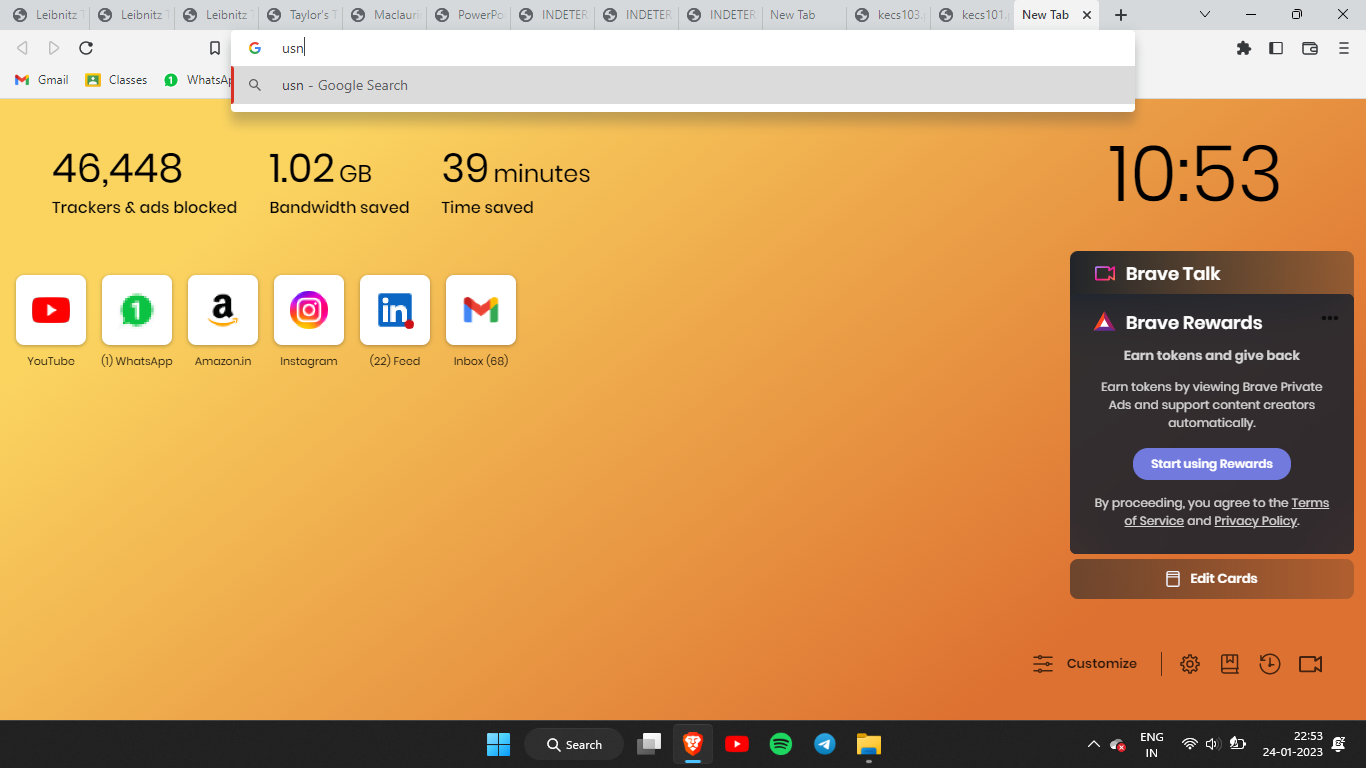 Leibnitz T
Leibnitz T
Leibnitz T
Taylor's T
Maclauri
PowerPo
INDETER
INDETER
INDETER
New Tab
kecs103.p
kecs101.p
New Tab
usn
usn - Google Search
Gmail
Classes
WhatsAp
46,448
Trackers & ads blocked
1.02 GB
Bandwidth saved
39 minutes
Time saved
10:53
YouTube
(1) WhatsApp
Amazon.in
Instagram
(22) Feed
Inbox (68)
Brave Talk
Brave Rewards
Earn tokens and give back
Earn tokens by viewing Brave Private
Ads and support content creators
automatically.
Start using Rewards
By proceeding, you agree to the Terms
of Service and Privacy Policy.
Edit Cards
Customize
Search
ENG
IN
22:53
24-01-2023